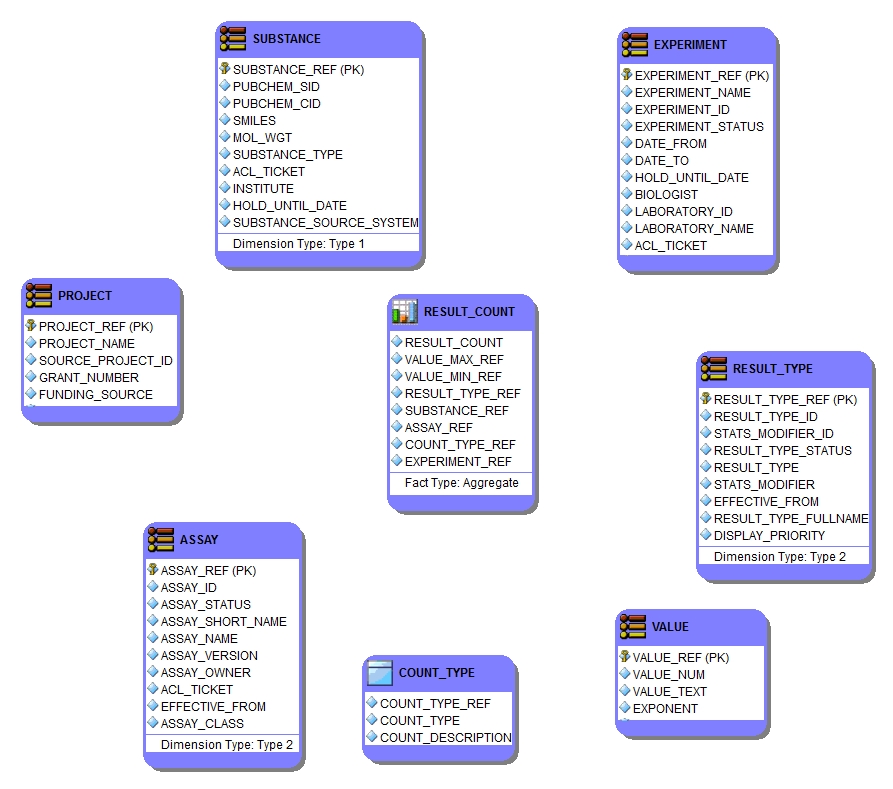 SUBSTANCE
SUBSTANCE_REF (PK)
PUBCHEM_SID
PUBCHEM_CID
SMILES
MOL_WGT
SUBSTANCE_TYPE
ACL_TICKET
INSTITUTE
HOLD_UNTIL_DATE
SUBSTANCE_SOURCE_SYSTEM
Dimension Type: Type 1
EXPERIMENT
EXPERIMENT_REF (PK)
EXPERIMENT_NAME
EXPERIMENT_ID
EXPERIMENT_STATUS
DATE_FROM
DATE_TO
HOLD_UNTIL_DATE
BIOLOGIST
LABORATORY_ID
LABORATORY_NAME
ACL_TICKET
PROJECT
PROJECT_REF (PK)
PROJECT_NAME
SOURCE_PROJECT_ID
GRANT_NUMBER
FUNDING_SOURCE
RESULT_COUNT
RESULT_COUNT
VALUE_MAX_REF
VALUE_MIN_REF
RESULT_TYPE_REF
SUBSTANCE_REF
ASSAY_REF
COUNT_TYPE_REF
EXPERIMENT_REF
Fact Type: Aggregate
RESULT_TYPE
RESULT_TYPE_REF (PK)
RESULT_TYPE_ID
STATS_MODIFIER_ID
RESULT_TYPE_STATUS
RESULT_TYPE
STATS_MODIFIER
EFFECTIVE_FROM
RESULT_TYPE_FULLNAME
DISPLAY_PRIORITY
Dimension Type: Type 2
ASSAY
ASSAY_REF (PK)
ASSAY_ID
ASSAY_STATUS
ASSAY_SHORT_NAME
ASSAY_NAME
ASSAY_VERSION
ASSAY_OWNER
ACL_TICKET
EFFECTIVE_FROM
ASSAY_CLASS
Dimension Type: Type 2
COUNT_TYPE
COUNT_TYPE_REF
COUNT_TYPE
COUNT_DESCRIPTION
VALUE
VALUE_REF (PK)
VALUE_NUM
VALUE_TEXT
EXPONENT